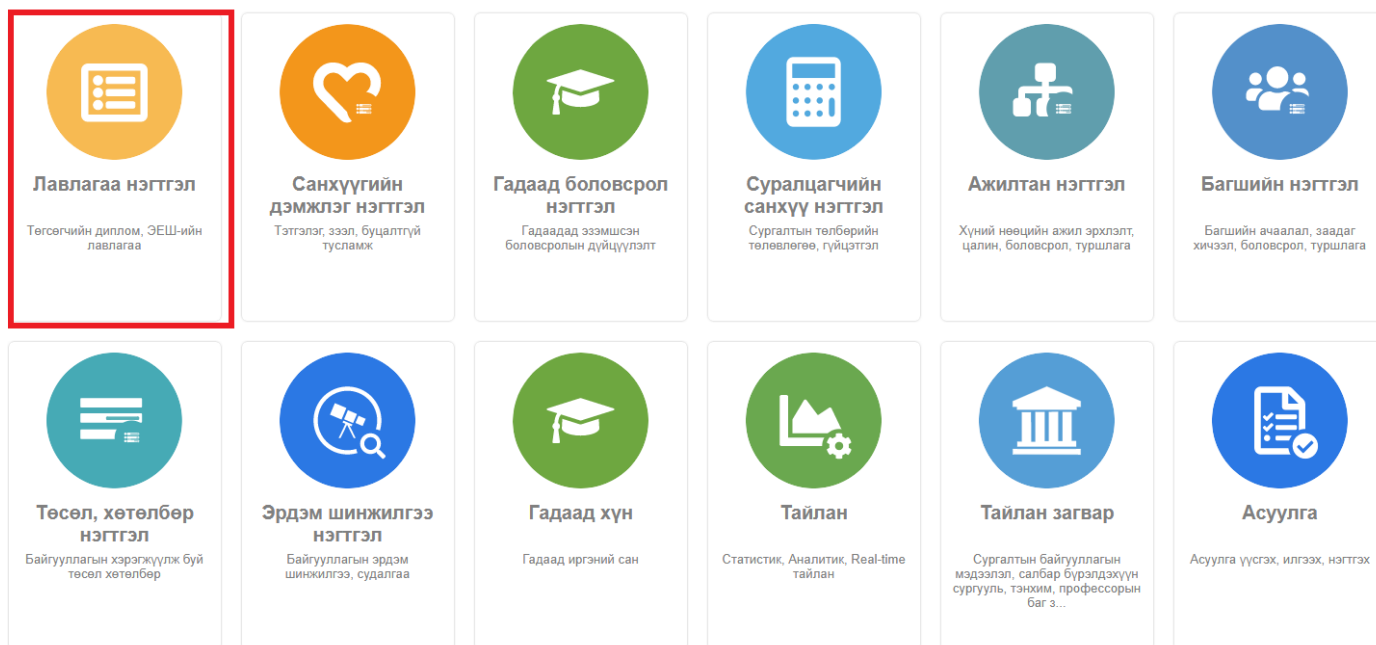 Лавлагаа нэгтгэл
Төгсөгчийн диплом, ЭЕШ-ийн
лавлагаа
Санхүүгийн
дэмжлэг нэгтгэл
Тэтгэлэг, зээл, буцалтгүй
тусламж
Гадаад боловсрол
нэгтгэл
Гадаадад эзэмшсэн
боловсролын дүйцүүлэлт
Суралцагчийн
санхүү нэгтгэл
Сургалтын төлбөрийн
төлөвлөгөө, гүйцэтгэл
Ажилтан нэгтгэл
Хүний нөөцийн ажил эрхлэлт,
цалин, боловсрол, туршлага
Багшийн нэгтгэл
Багшийн ачаалал, заадаг
хичээл, боловсрол, туршлага
Төсөл, хөтөлбөр
нэгтгэл
Байгууллагын хэрэгжүүлж буй
төсөл хөтөлбөр
Эрдэм шинжилгээ
нэгтгэл
Байгууллагын эрдэм
шинжилгээ, судалгаа
Гадаад хүн
Гадаад иргэний сан
Тайлан
Статистик, Аналитик, Real-time
тайлан
Тайлан загвар
Сургалтын байгууллагын
мэдээлэл, салбар бүрэлдэхүүн
сургууль, тэнхим, профессорын
баг з...
Асуулга
Асуулга үүсгэх, илгээх, нэгтгэх